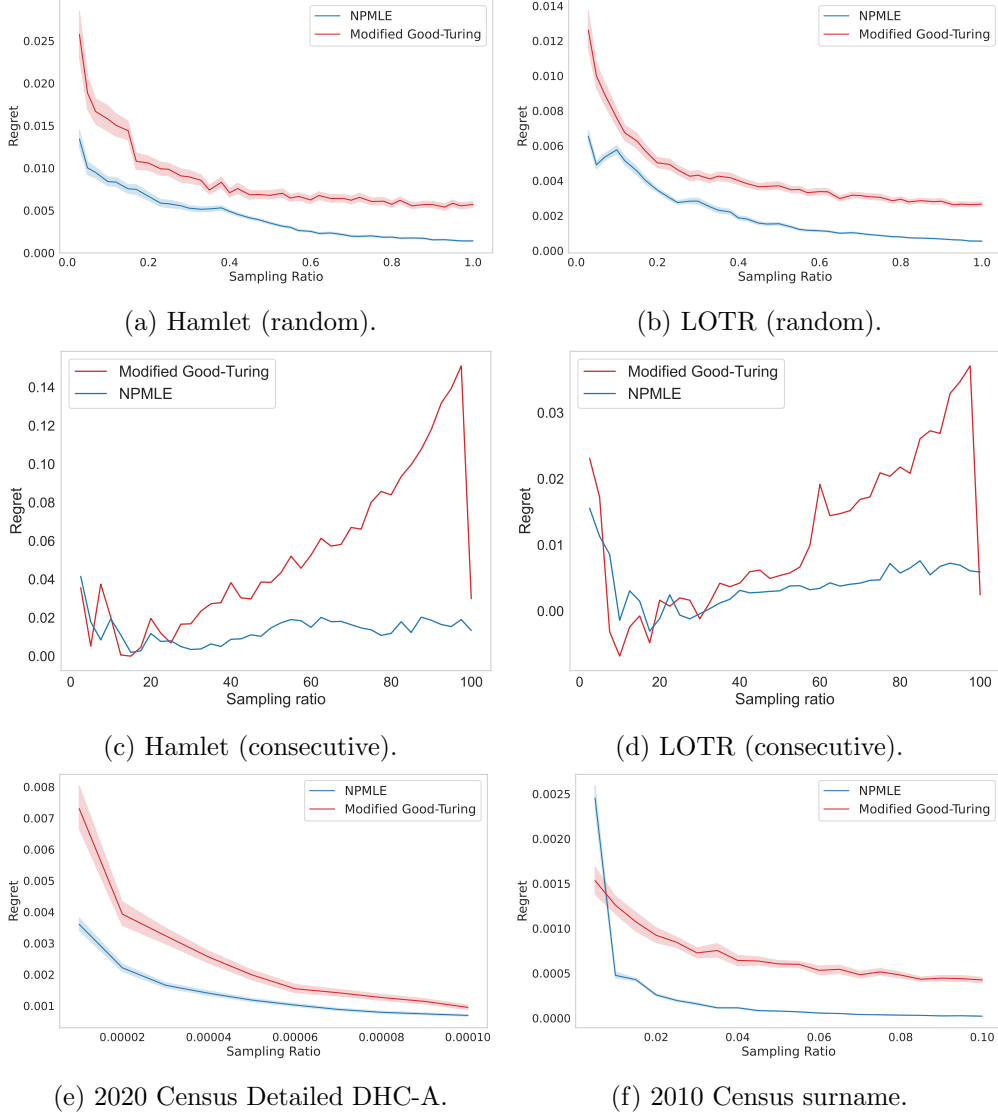 NPMLE
Modified Good-Turing
0.025
0.020
0.015
0.010
0.005
0.000
Regret
0.0 0.2 0.4 0.6 0.8 1.0
Sampling Ratio
(a) Hamlet (random).
NPMLE
Modified Good-Turing
0.014
0.012
0.010
0.008
0.006
0.004
0.002
0.000
Regret
0.0 0.2 0.4 0.6 0.8 1.0
Sampling Ratio
(b) LOTR (random).
Modified Good-Turing
NPMLE
0.14
0.12
0.10
0.08
0.06
0.04
0.02
0.00
Regret
0 20 40 60 80 100
Sampling ratio
(c) Hamlet (consecutive).
Modified Good-Turing
NPMLE
0.03
0.02
0.01
0.00
Regret
0 20 40 60 80 100
Sampling ratio
(d) LOTR (consecutive).
NPMLE
Modified Good-Turing
0.008
0.007
0.006
0.005
0.004
0.003
0.002
0.001
Regret
0.00002 0.00004 0.00006 0.00008 0.00010
Sampling Ratio
(e) 2020 Census Detailed DHC-A.
NPMLE
Modified Good-Turing
0.0025
0.0020
0.0015
0.0010
0.0005
0.0000
Regret
0.02 0.04 0.06 0.08 0.10
Sampling Ratio
(f) 2010 Census surname.